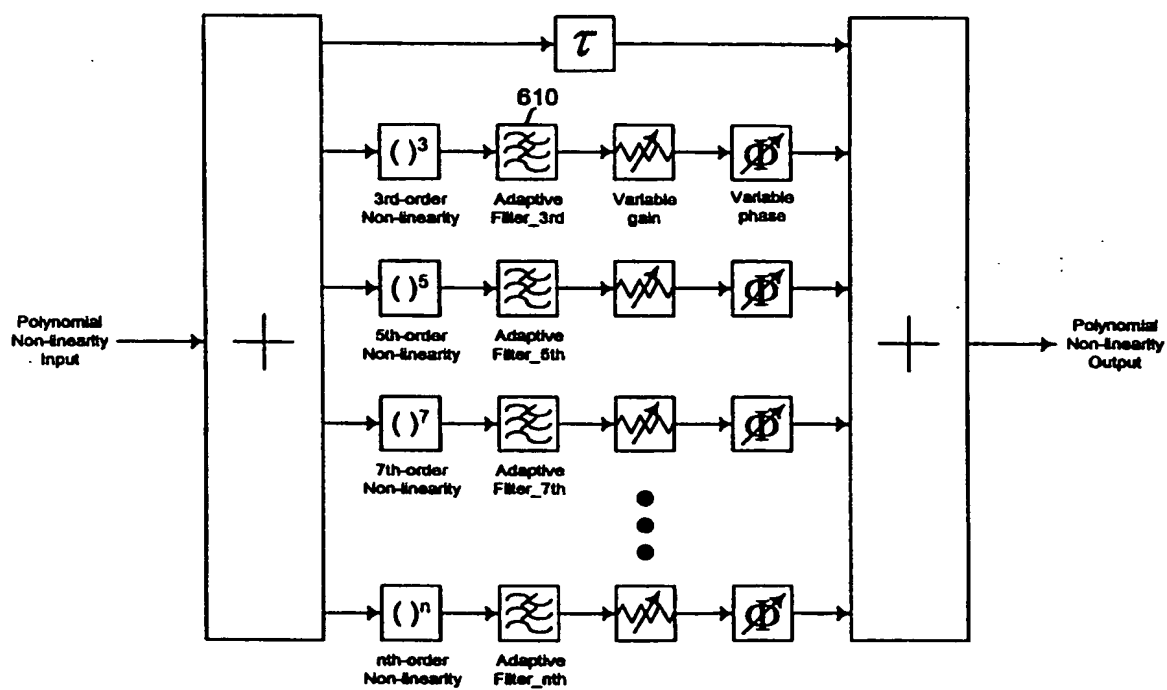 τ
610
( )3
3rd-order
Non-linearity
Adaptive
Filter_3rd
Variable
gain
Φ
Variable
phase
( )5
5th-order
Non-linearity
Adaptive
Filter_5th
Φ
Polynomial
Non-linearity
Input
+
+
Polynomial
Non-linearity
Output
( )7
7th-order
Non-linearity
Adaptive
Filter_7th
Φ
( )n
nth-order
Non-linearity
Adaptive
Filter_nth
Φ